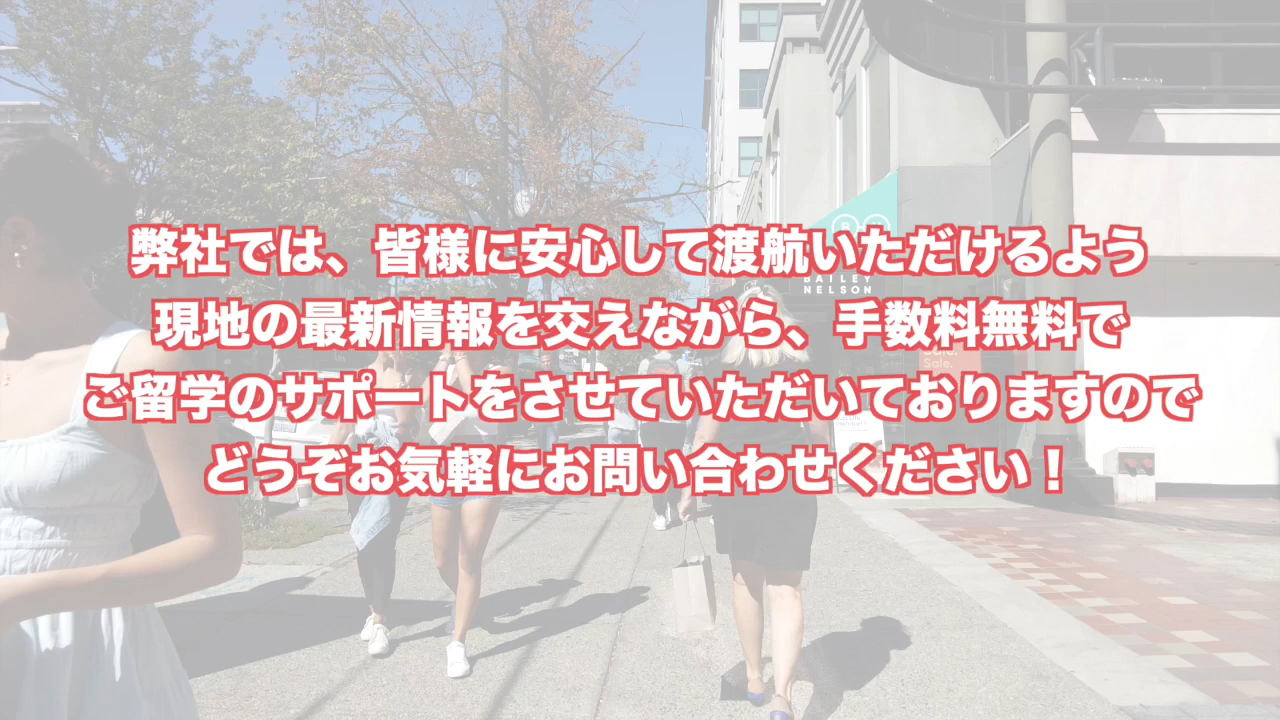 弊社では、皆様に安心して渡航いただけるよう
BAILEY
NELSON
現地の最新情報を交えながら、手数料無料で
Sale.
Sale.
ご留学のサポートをさせていただいておりますので
どうぞお気軽にお問い合わせください！